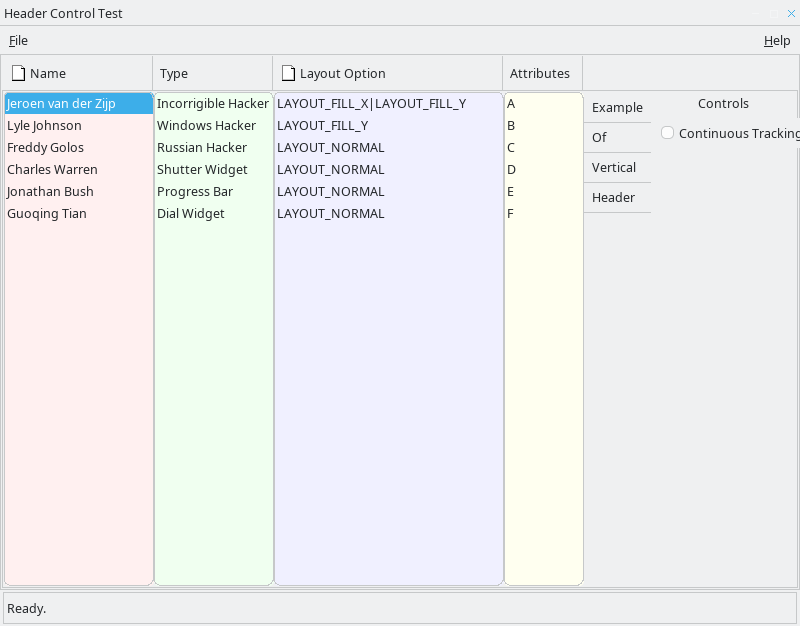 Header Control Test
File Help
Name Type Layout Option Attributes
Jeroen van der Zijp Incorrigible Hacker LAYOUT_FILL_X|LAYOUT_FILL_Y A
Lyle Johnson Windows Hacker LAYOUT_FILL_Y B
Freddy Golos Russian Hacker LAYOUT_NORMAL C
Charles Warren Shutter Widget LAYOUT_NORMAL D
Jonathan Bush Progress Bar LAYOUT_NORMAL E
Guoqing Tian Dial Widget LAYOUT_NORMAL F
Example
Of
Vertical
Header
Controls
Continuous Tracking
Ready.